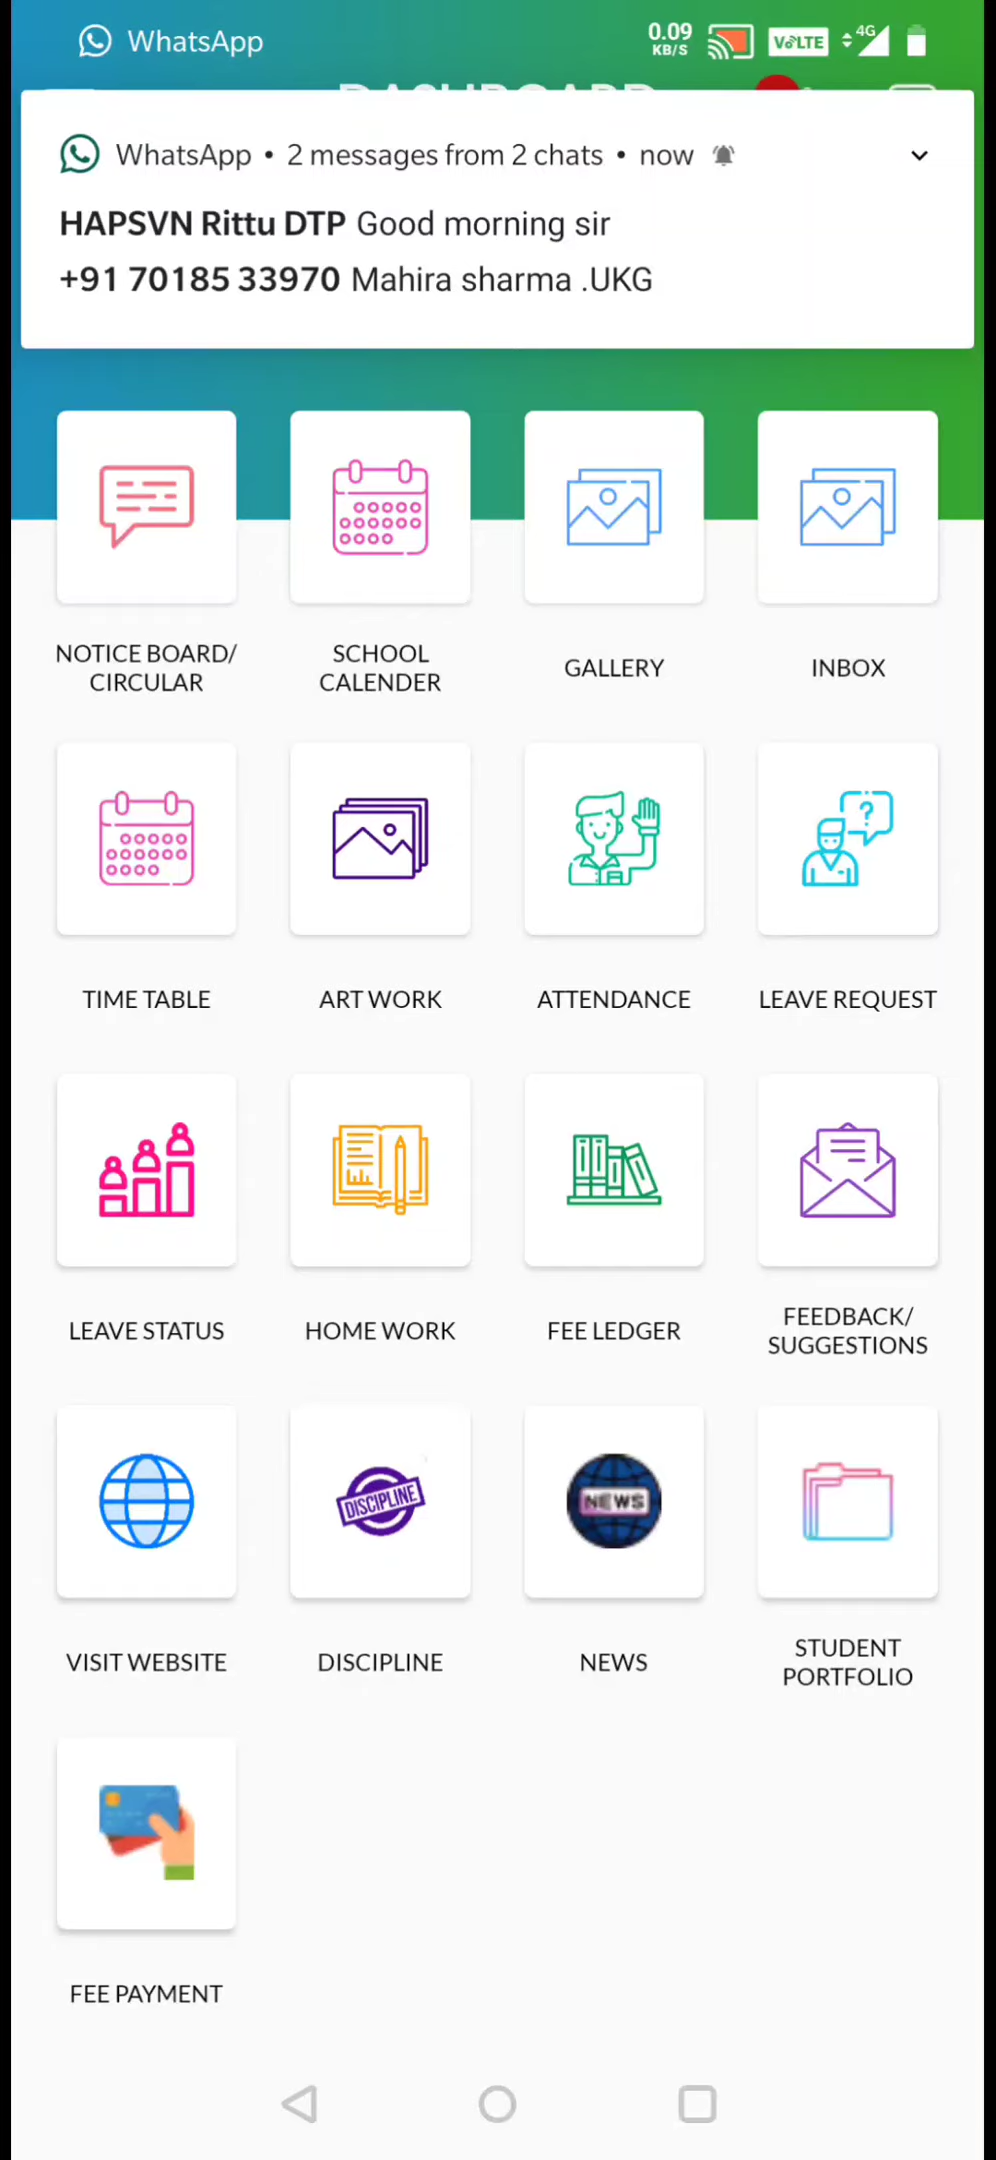 WhatsApp 0.09 KB/S VoLTE 4G
DASHBOARD
WhatsApp • 2 messages from 2 chats • now
HAPSVN Rittu DTP Good morning sir
+91 70185 33970 Mahira sharma .UKG
NOTICE BOARD/
CIRCULAR
SCHOOL
CALENDER
GALLERY
INBOX
TIME TABLE
ART WORK
ATTENDANCE
?
LEAVE REQUEST
LEAVE STATUS
HOME WORK
FEE LEDGER
FEEDBACK/
SUGGESTIONS
DISCIPLINE
NEWS
VISIT WEBSITE
DISCIPLINE
NEWS
STUDENT
PORTFOLIO
FEE PAYMENT